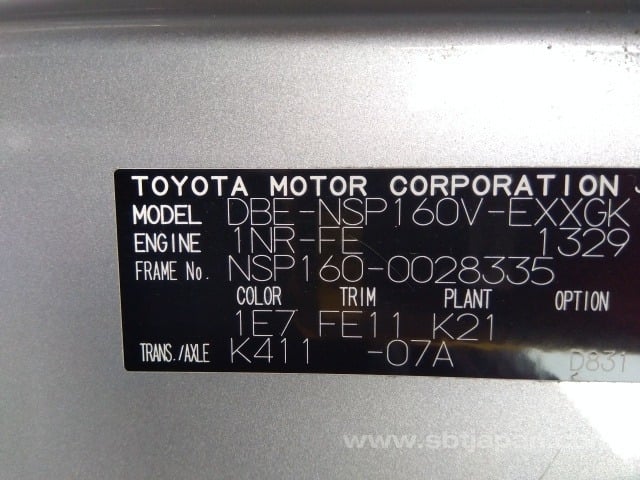 TOYOTA MOTOR CORPORATION
MODEL DBE-NSP160V-EXXGK
ENGINE 1NR-FE 1329
FRAME No. NSP160-0028335
COLOR TRIM PLANT OPTION
1E7 FE11 K21
TRANS./AXLE K411 -07A D831
www.sbtjapan.co